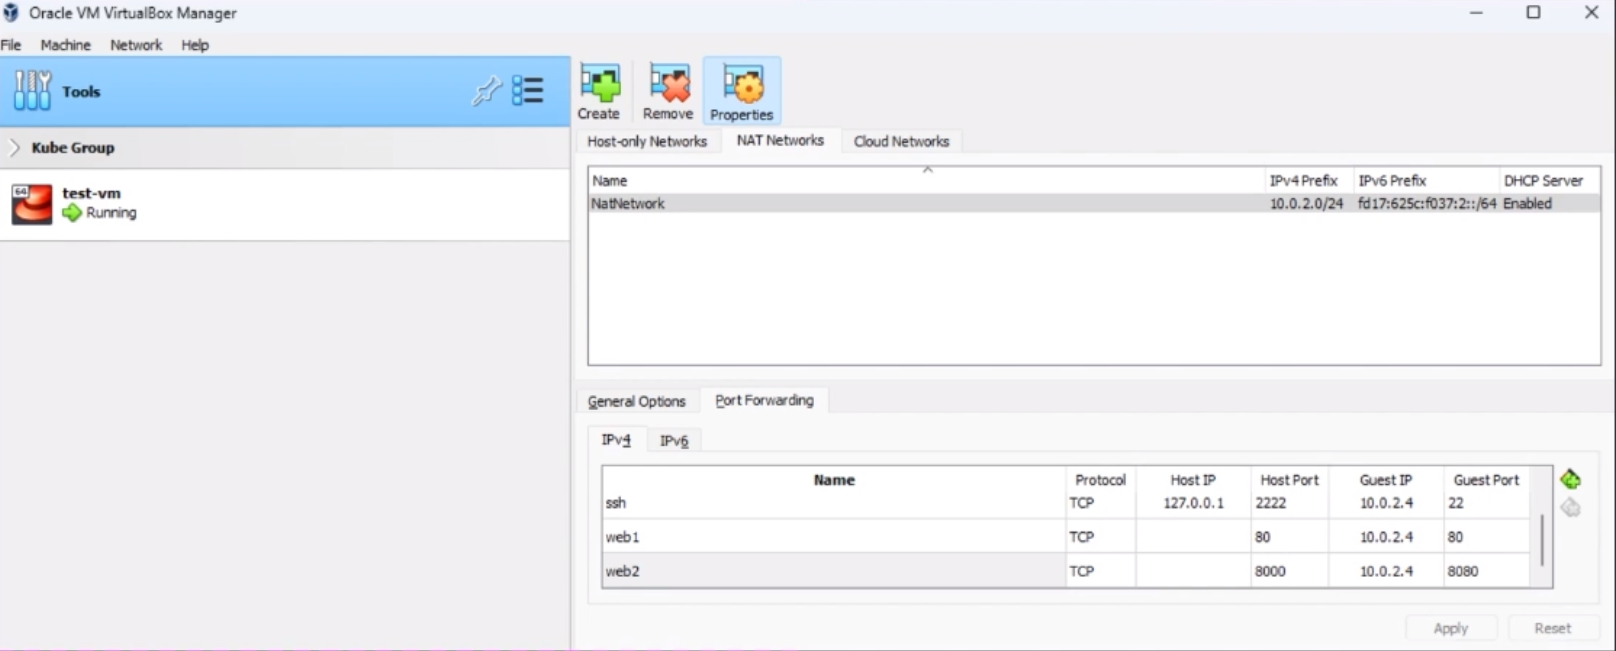 Oracle VM VirtualBox Manager
File Machine Network Help
Tools
Create Remove Properties
Kube Group
Host-only Networks NAT Networks Cloud Networks
64
test-vm
Running
Name IPv4 Prefix IPv6 Prefix DHCP Server
NatNetwork 10.0.2.0/24 fd17:625c:f037:2::/64 Enabled
General Options Port Forwarding
IPv4 IPv6
Name Protocol Host IP Host Port Guest IP Guest Port
ssh TCP 127.0.0.1 2222 10.0.2.4 22
web1 TCP 80 10.0.2.4 80
web2 TCP 8000 10.0.2.4 8080
Apply Reset